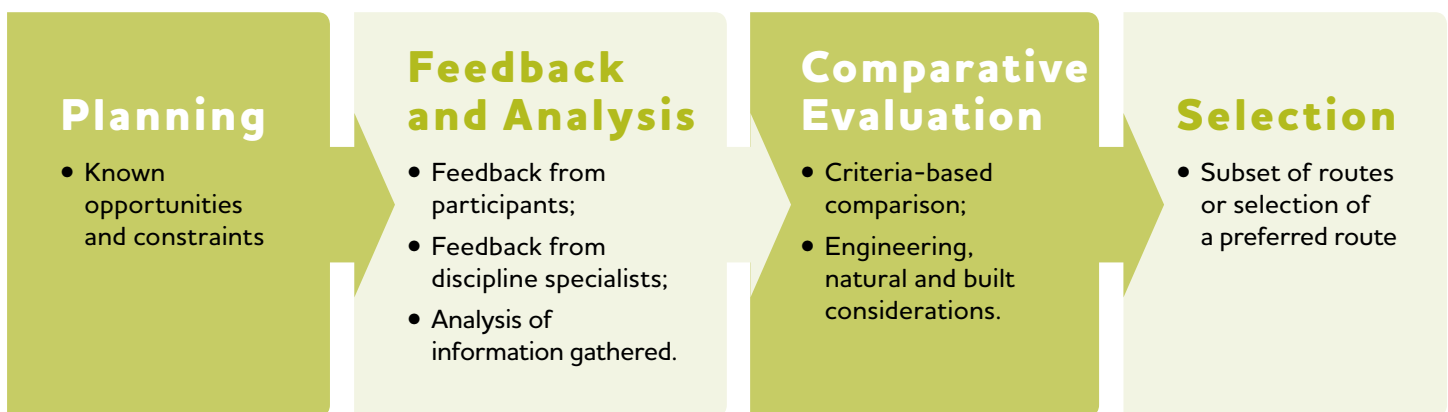 Planning
• Known
opportunities
and constraints
Feedback
and Analysis
• Feedback from
participants;
• Feedback from
discipline specialists;
• Analysis of
information gathered.
Comparative
Evaluation
• Criteria-based
comparison;
• Engineering,
natural and built
considerations.
Selection
• Subset of routes
or selection of
a preferred route